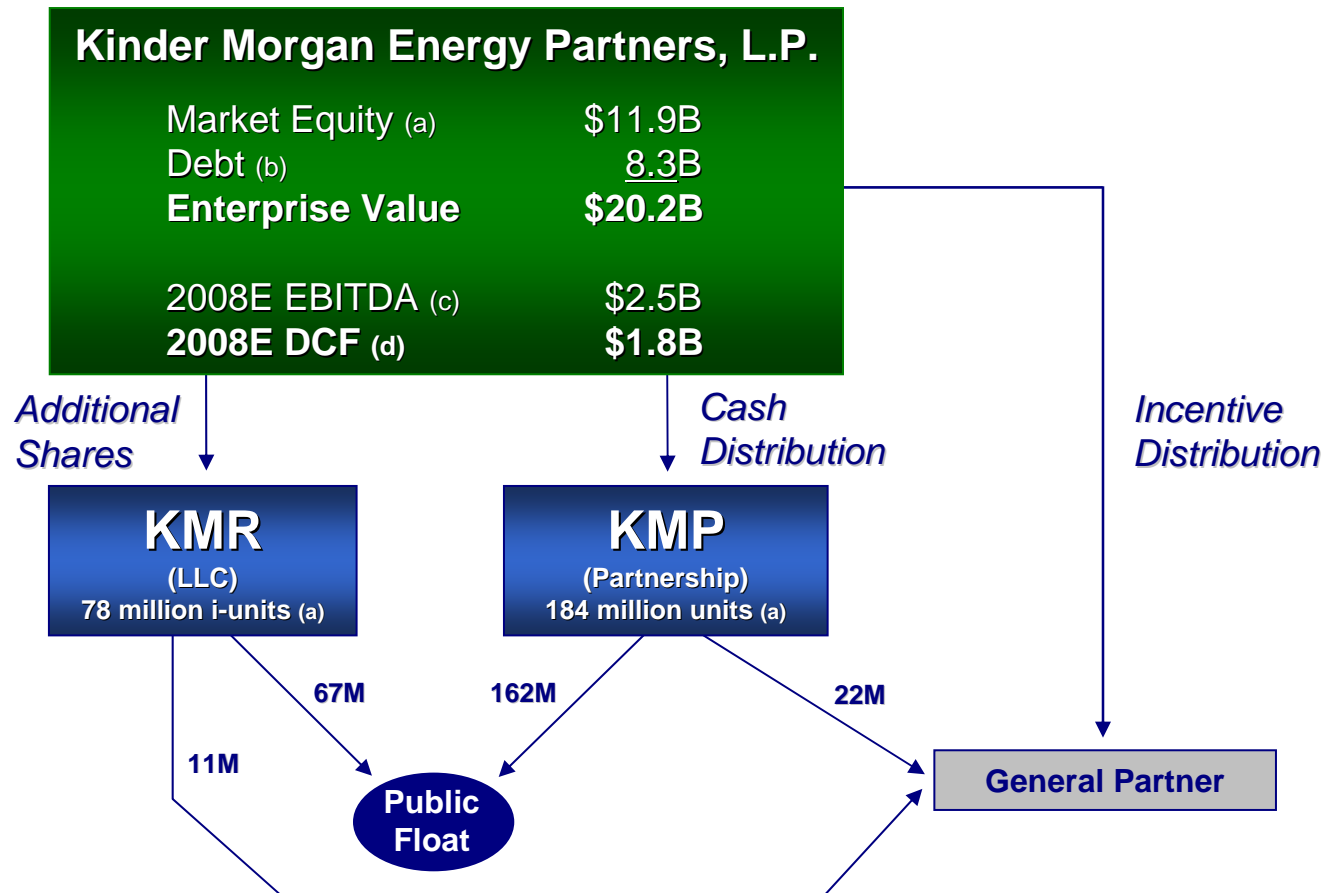 Kinder Morgan Energy Partners, L.P.
Market Equity (a) $11.9B
Debt (b) 8.3B
Enterprise Value $20.2B
2008E EBITDA (c) $2.5B
2008E DCF (d) $1.8B
Additional
Shares
Cash
Distribution
Incentive
Distribution
KMR
(LLC)
78 million i-units (a)
KMP
(Partnership)
184 million units (a)
67M
162M
22M
11M
Public
Float
General Partner